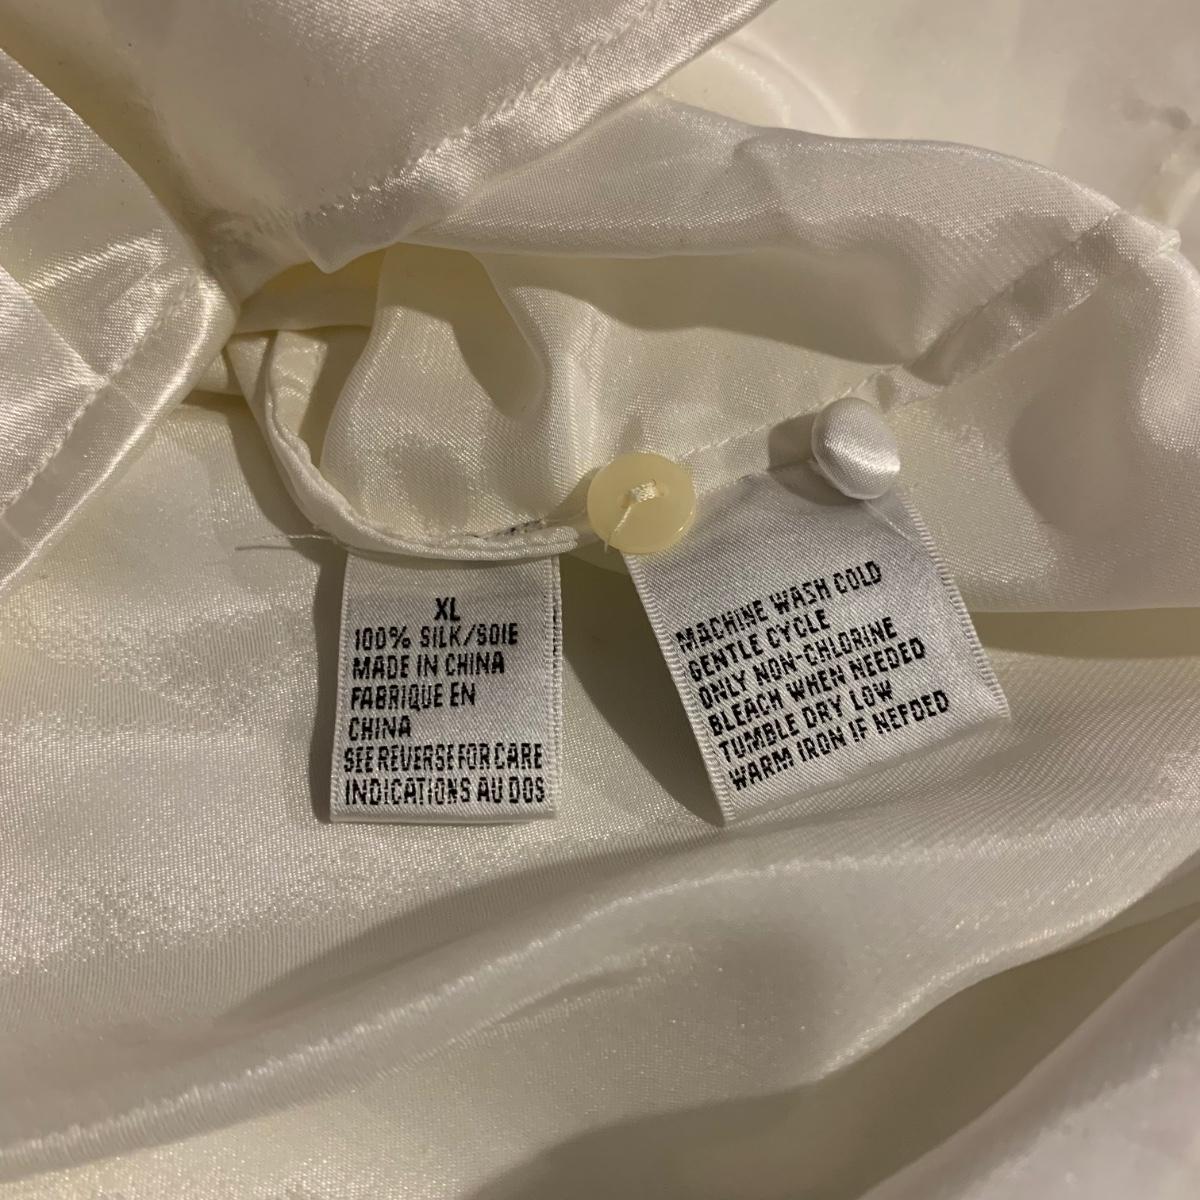 XL
100% SILK/SOIE
MADE IN CHINA
FABRIQUE EN
CHINA
SEE REVERSE FOR CARE
INDICATIONS AU DOS
MACHINE WASH COLD
GENTLE CYCLE
ONLY NON-CHLORINE
BLEACH WHEN NEEDED
TUMBLE DRY LOW
WARM IRON IF NEEDED